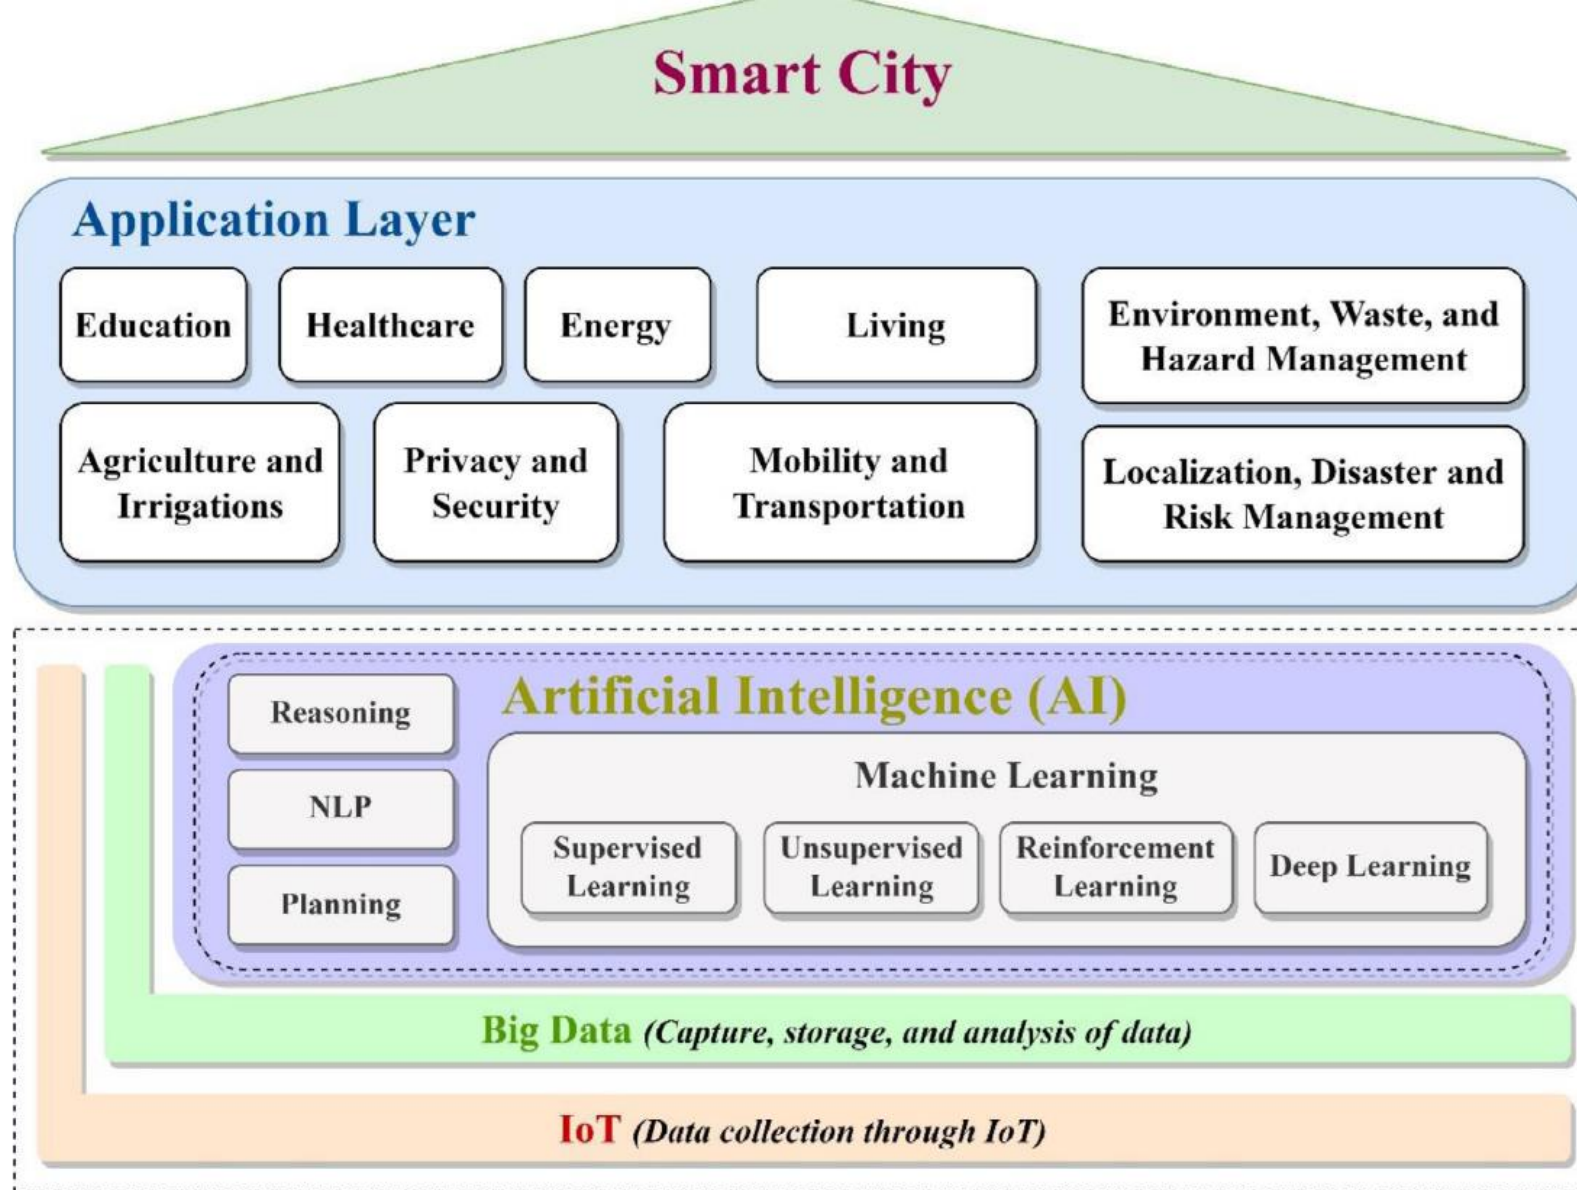 Smart City
Application Layer
Education
Healthcare
Energy
Living
Environment, Waste, and
Hazard Management
Agriculture and
Irrigations
Privacy and
Security
Mobility and
Transportation
Localization, Disaster and
Risk Management
Artificial Intelligence (AI)
Reasoning
NLP
Planning
Machine Learning
Supervised
Learning
Unsupervised
Learning
Reinforcement
Learning
Deep Learning
Big Data (Capture, storage, and analysis of data)
IoT (Data collection through IoT)